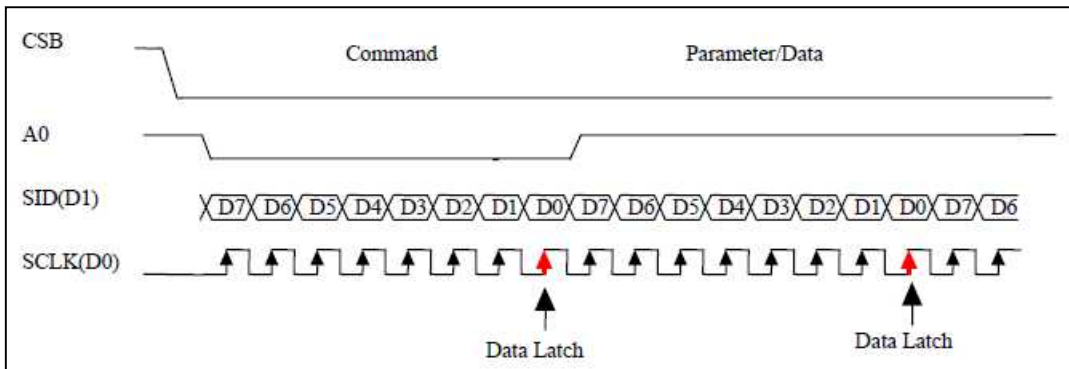 CSB
Command Parameter/Data
A0
SID(D1) D7 D6 D5 D4 D3 D2 D1 D0 D7 D6 D5 D4 D3 D2 D1 D0 D7 D6
SCLK(D0)
Data Latch Data Latch